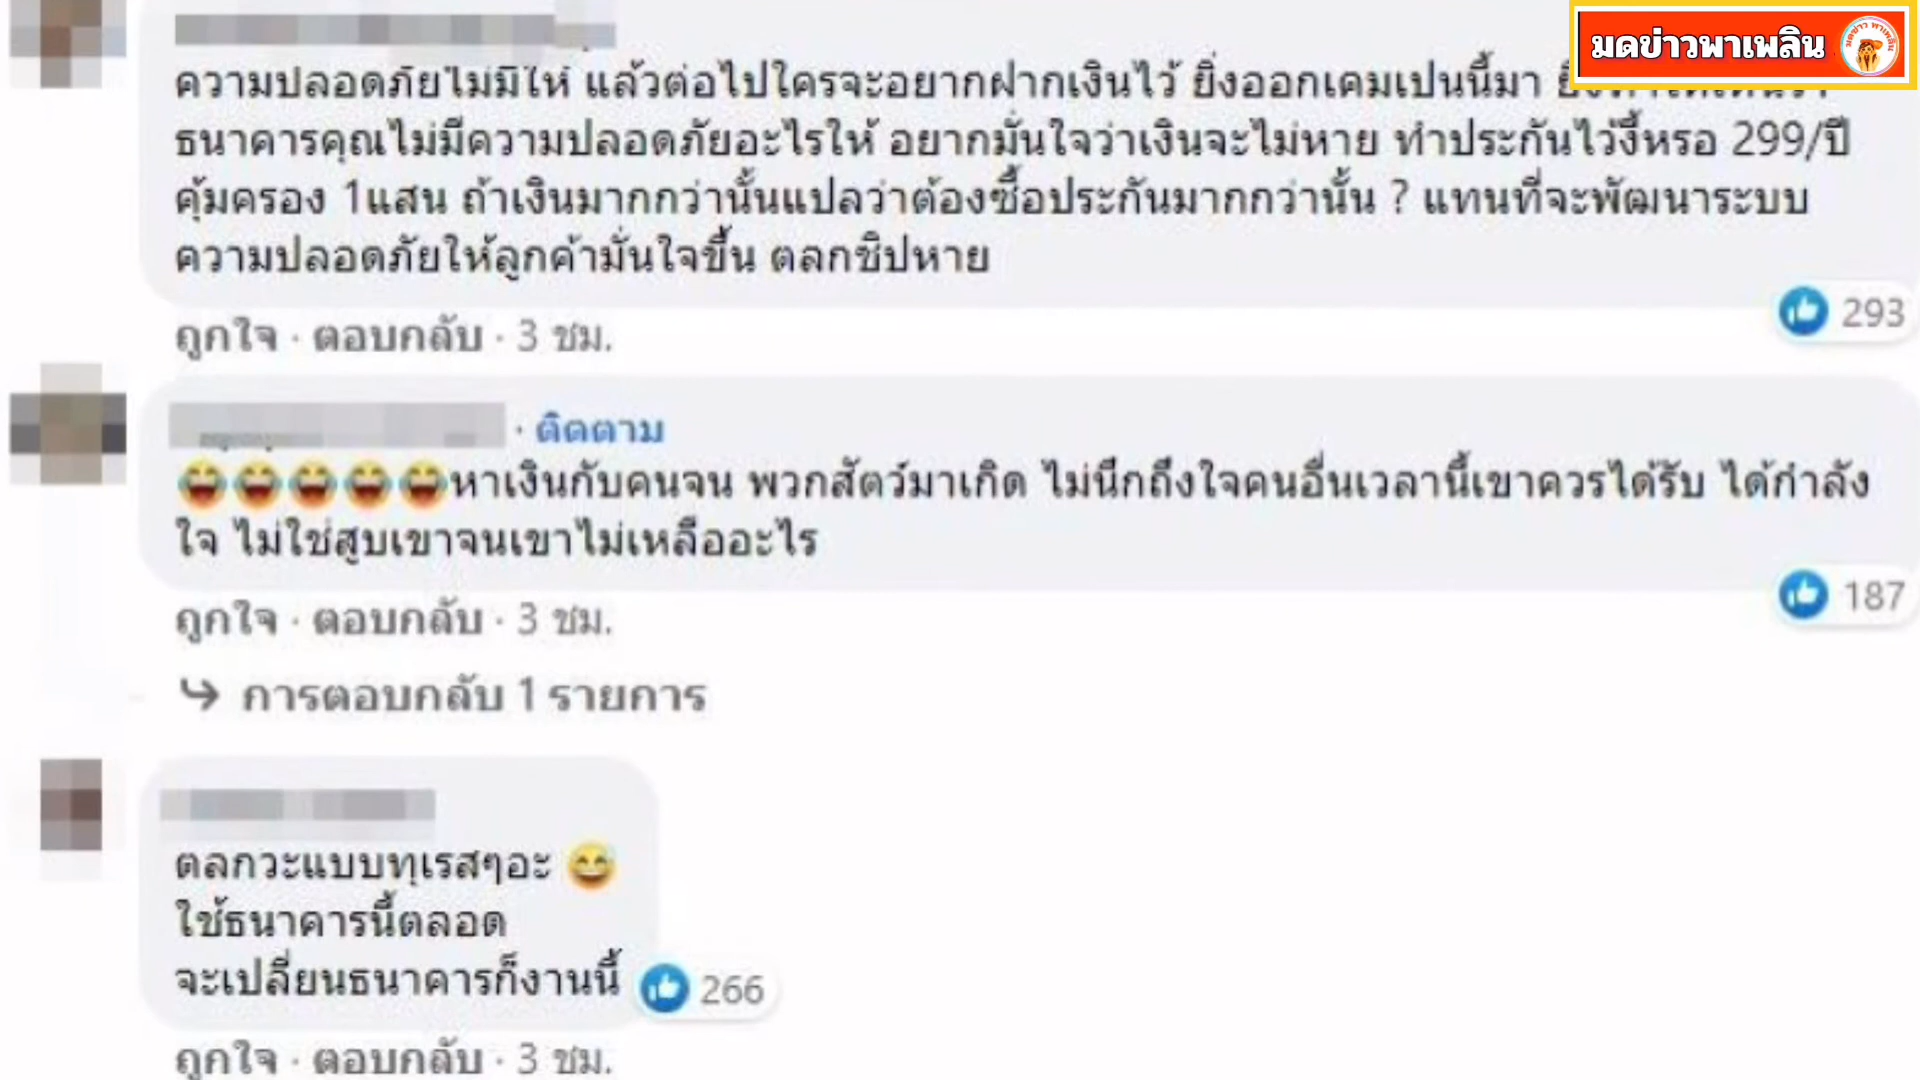 มดข่าวพาเพลิน
ความปลอดภัยไม่มีให้ แล้วต่อไปใครจะอยากฝากเงินไว้ ยิ่งออกเคมเปนนี้มา
ธนาคารคุณไม่มีความปลอดภัยอะไรให้ อยากมั่นใจว่าเงินจะไม่หาย ทำประกันไว้งี้หรอ 299/ปี
คุ้มครอง 1แสน ถ้าเงินมากกว่านั้นแปลว่าต้องซื้อประกันมากกว่านั้น ? แทนที่จะพัฒนาระบบ
ความปลอดภัยให้ลูกค้ามั่นใจขึ้น ตลกชิปหาย
293
ถูกใจ · ตอบกลับ · 3 ชม.
· ติดตาม
😂😂😂😂😂หาเงินกับคนจน พวกสัตว์มาเกิด ไม่นึกถึงใจคนอื่นเวลานี้เขาควรได้รับ ได้กำลัง
ใจ ไม่ใช่สูบเขาจนเขาไม่เหลืออะไร
187
ถูกใจ · ตอบกลับ · 3 ชม.
การตอบกลับ 1 รายการ
ตลกวะแบบทุเรสๆอะ 😅
ใช้ธนาคารนี้ตลอด
จะเปลี่ยนธนาคารก็งานนี้
266
ถูกใจ · ตอบกลับ · 3 ชม.